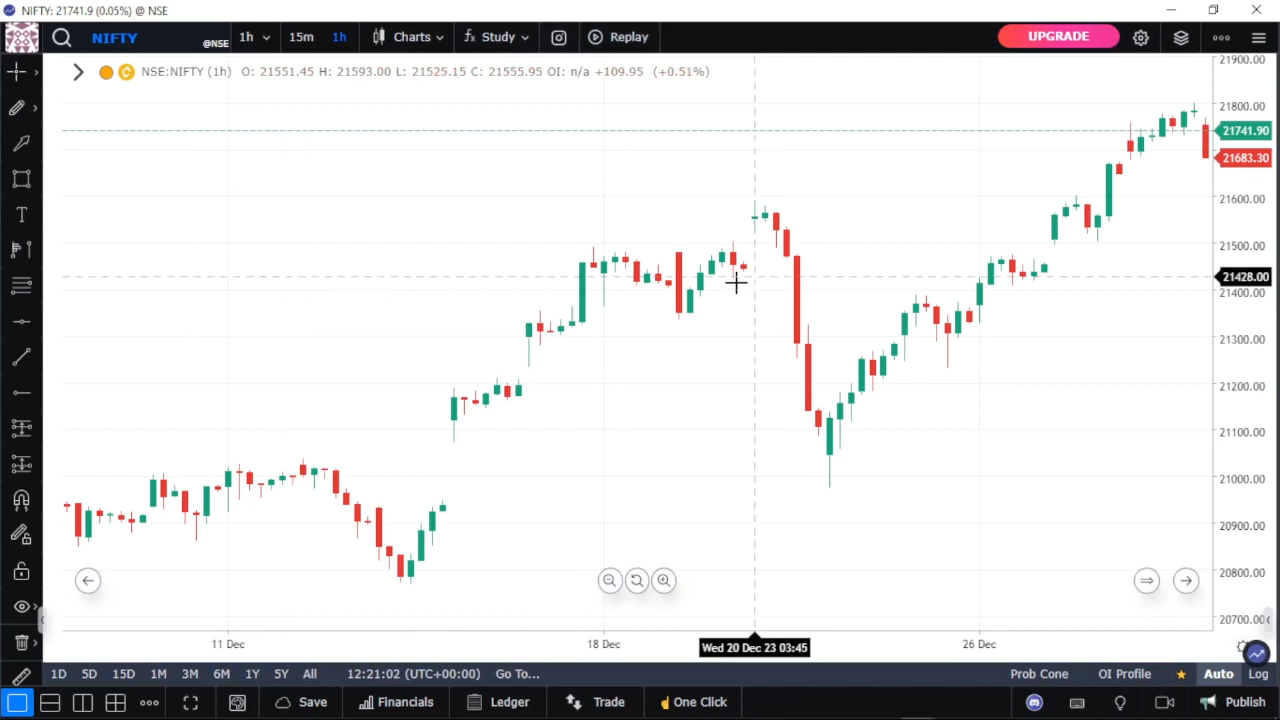 NIFTY: 21741.9 (0.05%) @ NSE
NIFTY @NSE 1h 15m 1h Charts fx Study Replay UPGRADE
C NSE:NIFTY (1h) O: 21551.45 H: 21593.00 L: 21525.15 C: 21555.95 OI: n/a +109.95 (+0.51%)
21900.00
21800.00
21741.90
21683.30
21600.00
21500.00
21428.00
21400.00
21300.00
21200.00
21100.00
21000.00
20900.00
20800.00
20700.00
T
11 Dec 18 Dec Wed 20 Dec 23 03:45 26 Dec
1D 5D 15D 1M 3M 6M 1Y 5Y All 12:21:02 (UTC+00:00) Go To... Prob Cone OI Profile Auto Log
Save Financials Ledger Trade One Click Publish